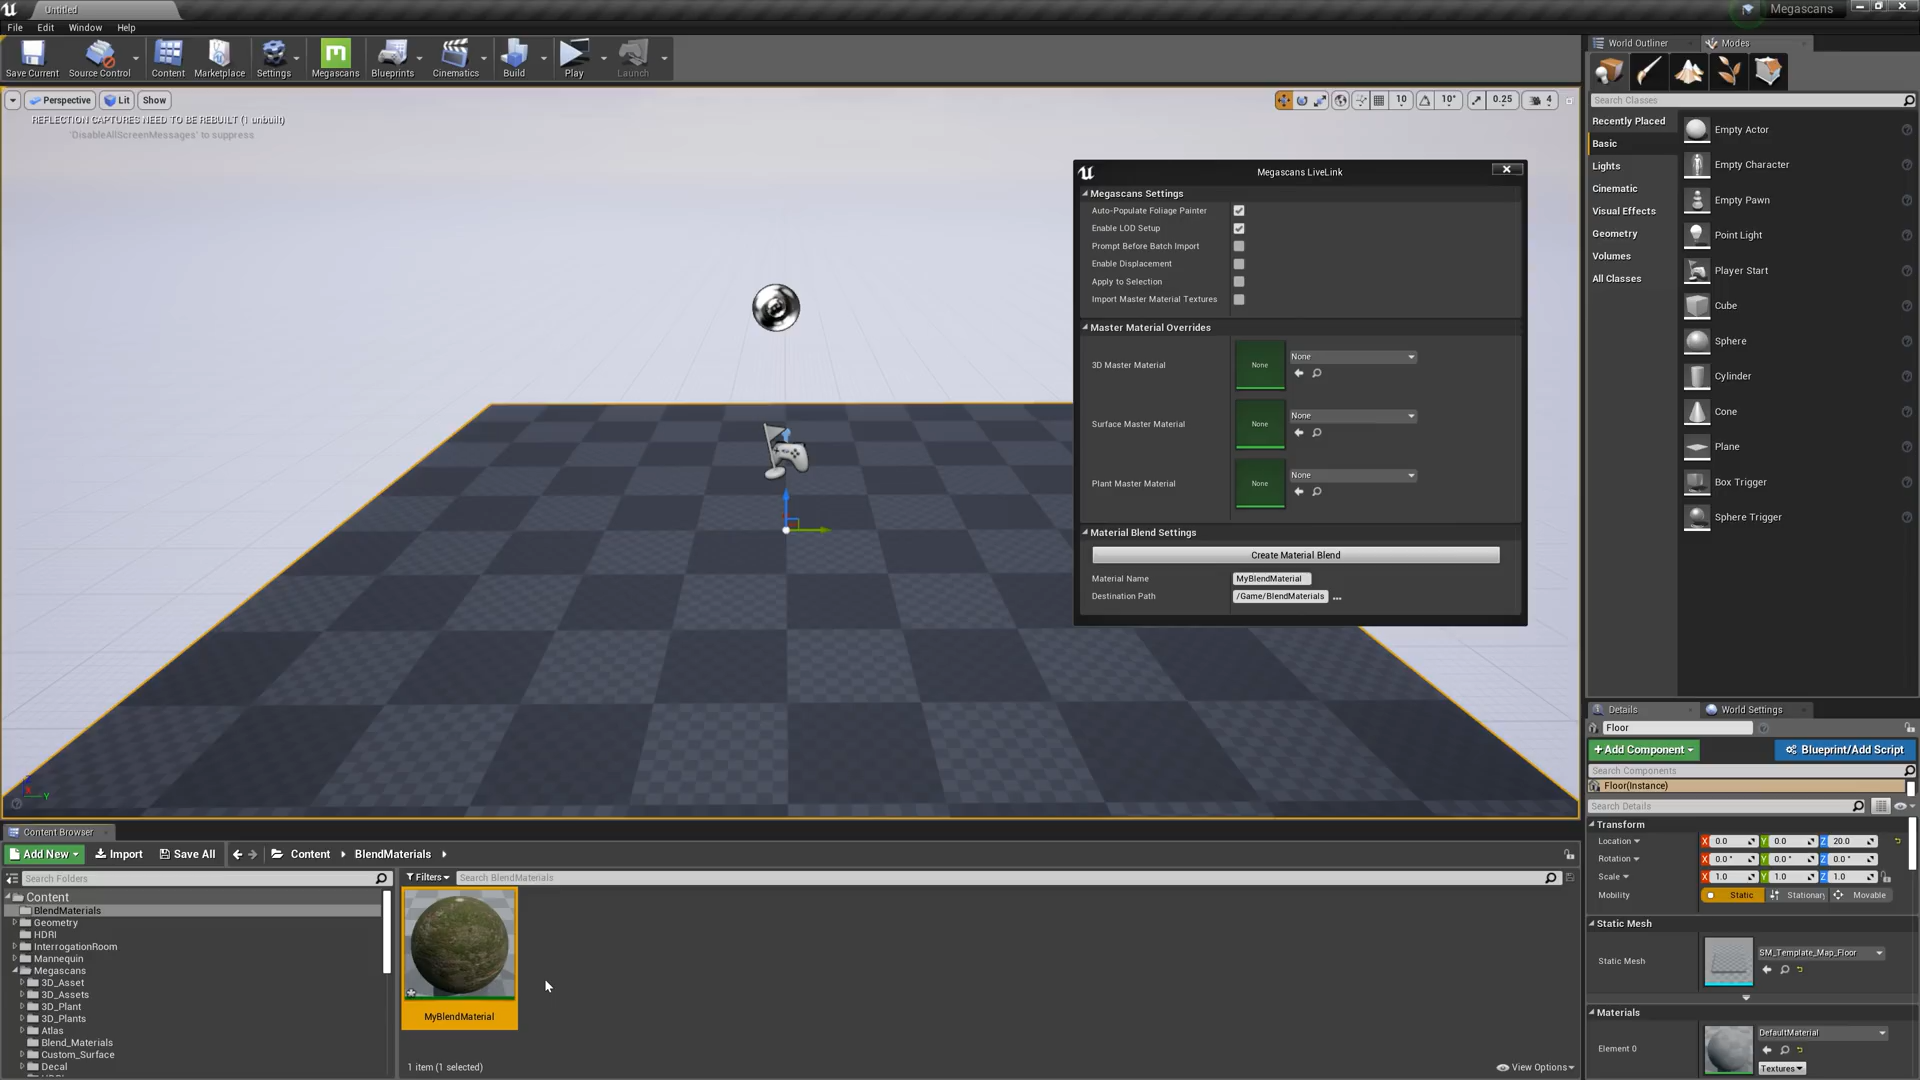 Untitled
Megascans
File Edit Window Help
Save Current
Source Control
Content
Marketplace
Settings
Megascans
Blueprints
Cinematics
Build
Play
Launch
Perspective
Lit
Show
10
10°
0.25
4
REFLECTION CAPTURES NEED TO BE REBUILT (1 unbuilt)
'DisableAllScreenMessages' to suppress
Megascans LiveLink
Megascans Settings
Auto-Populate Foliage Painter
Enable LOD Setup
Prompt Before Batch Import
Enable Displacement
Apply to Selection
Import Master Material Textures
Master Material Overrides
3D Master Material
None
None
Surface Master Material
None
None
Plant Master Material
None
None
Material Blend Settings
Create Material Blend
Material Name
MyBlendMaterial
Destination Path
/Game/BlendMaterials
...
World Outliner
Modes
Search Classes
Recently Placed
Basic
Lights
Cinematic
Visual Effects
Geometry
Volumes
All Classes
Empty Actor
Empty Character
Empty Pawn
Point Light
Player Start
Cube
Sphere
Cylinder
Cone
Plane
Box Trigger
Sphere Trigger
Details
World Settings
Floor
+Add Component
Blueprint/Add Script
Search Components
Floor(Instance)
Search Details
Transform
Location X 0.0 Y 0.0 Z 20.0
Rotation X 0.0 ° Y 0.0 ° Z 0.0 °
Scale X 1.0 Y 1.0 Z 1.0
Mobility Static Stationary Movable
Static Mesh
Static Mesh
SM_Template_Map_Floor
Materials
Element 0
DefaultMaterial
Textures
Content Browser
Add New
Import
Save All
Content
BlendMaterials
Search Folders
Filters
Search BlendMaterials
Content
BlendMaterials
Geometry
HDRI
InterrogationRoom
Mannequin
Megascans
3D_Asset
3D_Assets
3D_Plant
3D_Plants
Atlas
Blend_Materials
Custom_Surface
Decal
MyBlendMaterial
1 item (1 selected)
View Options
Y